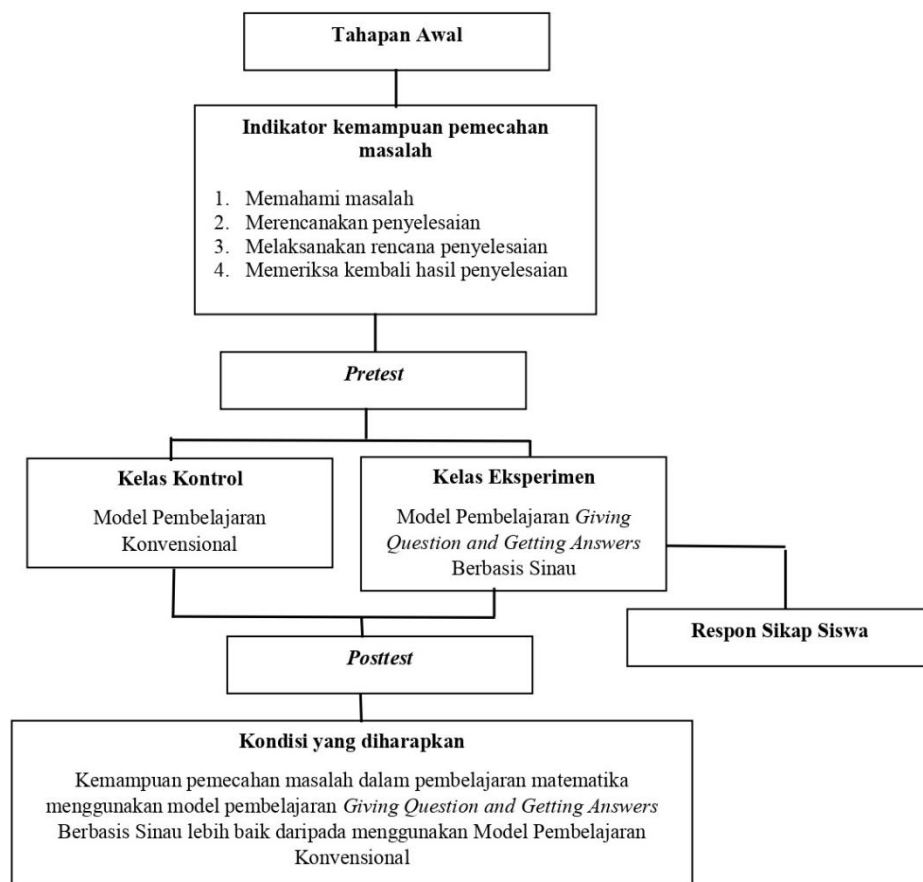 Tahapan Awal
Indikator kemampuan pemecahan
masalah
1. Memahami masalah
2. Merencanakan penyelesaian
3. Melaksanakan rencana penyelesaian
4. Memeriksa kembali hasil penyelesaian
Pretest
Kelas Kontrol
Model Pembelajaran
Konvensional
Kelas Eksperimen
Model Pembelajaran Giving
Question and Getting Answers
Berbasis Sinau
Respon Sikap Siswa
Posttest
Kondisi yang diharapkan
Kemampuan pemecahan masalah dalam pembelajaran matematika
menggunakan model pembelajaran Giving Question and Getting Answers
Berbasis Sinau lebih baik daripada menggunakan Model Pembelajaran
Konvensional